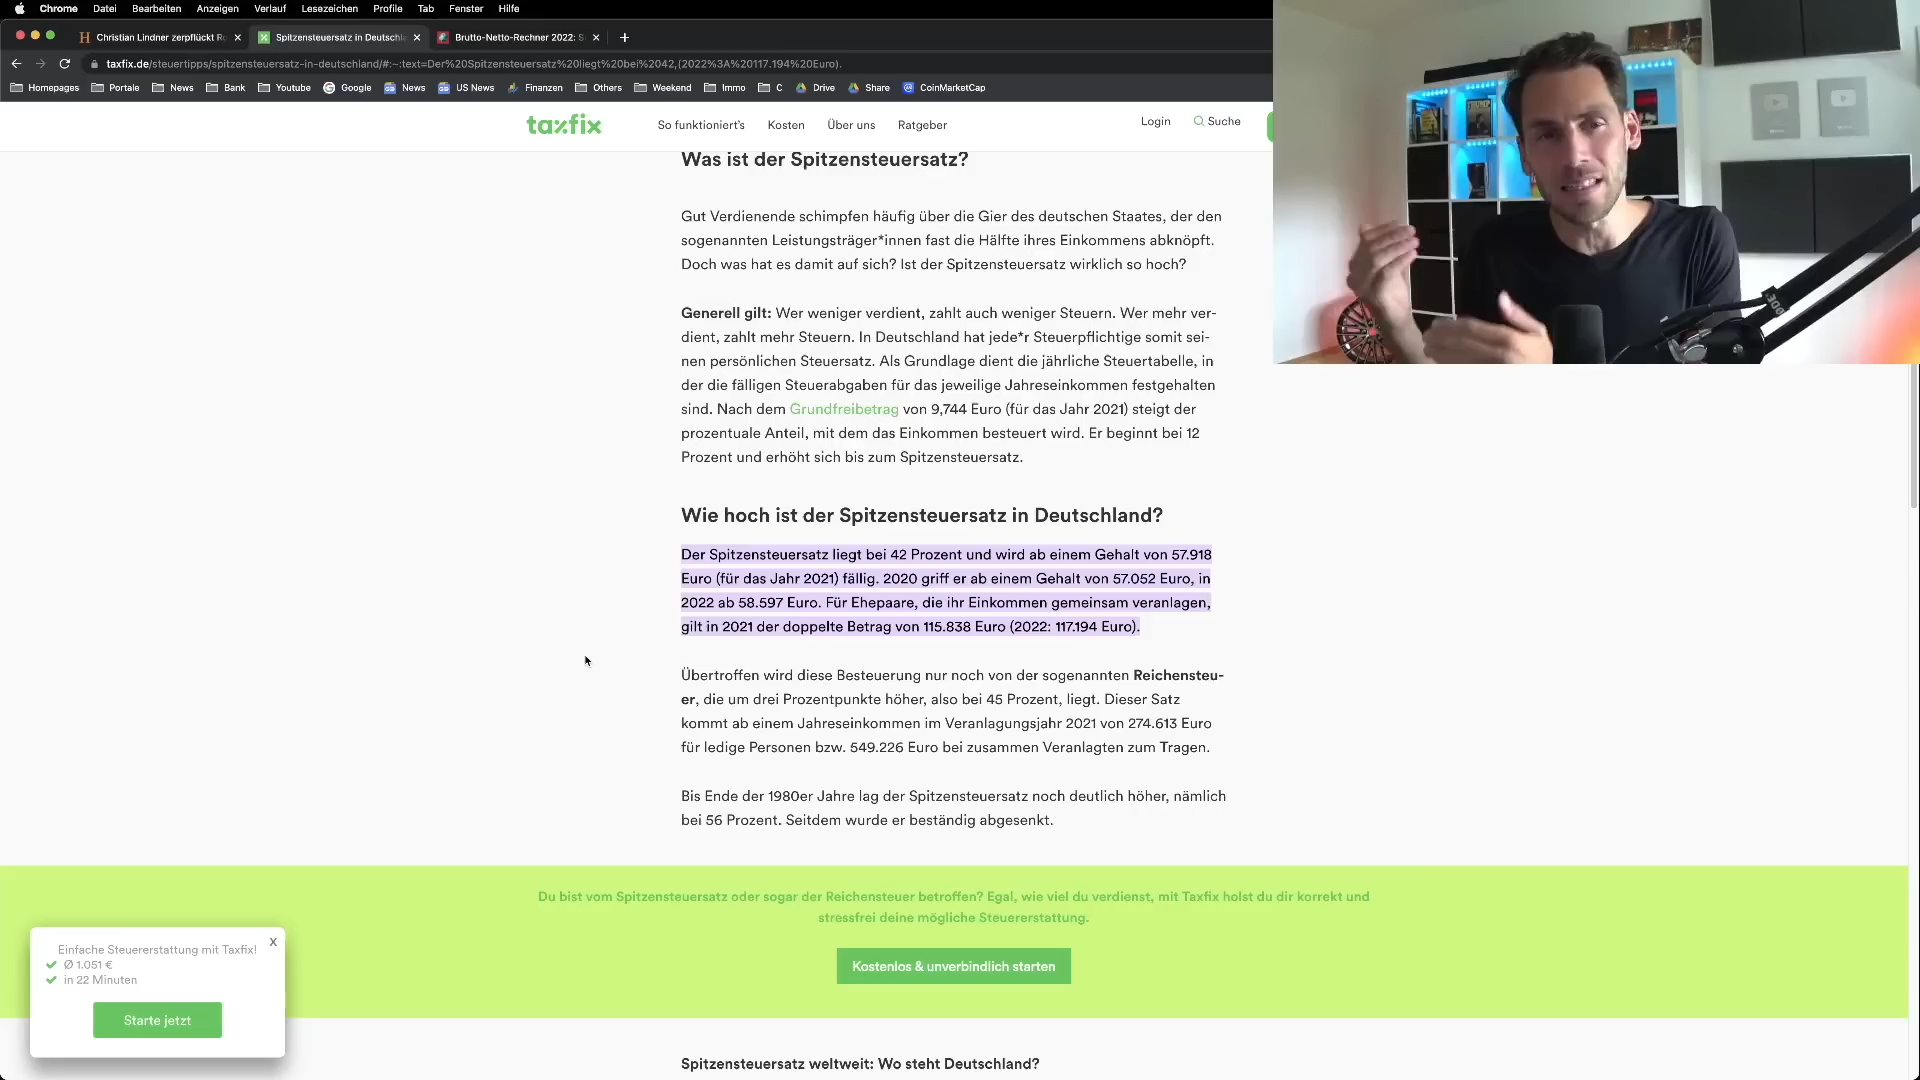 Chrome Datei Bearbeiten Anzeigen Verlauf Lesezeichen Profile Tab Fenster Hilfe
Christian Lindner zerpflückt
Spitzensteuersatz in Deutschl
Brutto-Netto-Rechner 2022: S
taxfix.de/steuertipps/spitzensteuersatz-in-deutschland/#:~:text=Der%20Spitzensteuersatz%20liegt%20bei%2042,(2022%3A%20117.194%20Euro).
Homepages Portale News Bank Youtube Google News US News Finanzen Others Weekend Immo C Drive Share CoinMarketCap
taxfix
So funktioniert's Kosten Über uns Ratgeber
Login Suche
Was ist der Spitzensteuersatz?
Gut Verdienende schimpfen häufig über die Gier des deutschen Staates, der den
sogenannten Leistungsträger*innen fast die Hälfte ihres Einkommens abknöpft.
Doch was hat es damit auf sich? Ist der Spitzensteuersatz wirklich so hoch?
Generell gilt: Wer weniger verdient, zahlt auch weniger Steuern. Wer mehr ver-
dient, zahlt mehr Steuern. In Deutschland hat jede*r Steuerpflichtige somit sei-
nen persönlichen Steuersatz. Als Grundlage dient die jährliche Steuertabelle, in
der die fälligen Steuerabgaben für das jeweilige Jahreseinkommen festgehalten
sind. Nach dem Grundfreibetrag von 9,744 Euro (für das Jahr 2021) steigt der
prozentuale Anteil, mit dem das Einkommen besteuert wird. Er beginnt bei 12
Prozent und erhöht sich bis zum Spitzensteuersatz.
Wie hoch ist der Spitzensteuersatz in Deutschland?
Der Spitzensteuersatz liegt bei 42 Prozent und wird ab einem Gehalt von 57.918
Euro (für das Jahr 2021) fällig. 2020 griff er ab einem Gehalt von 57.052 Euro, in
2022 ab 58.597 Euro. Für Ehepaare, die ihr Einkommen gemeinsam veranlagen,
gilt in 2021 der doppelte Betrag von 115.838 Euro (2022: 117.194 Euro).
Übertroffen wird diese Besteuerung nur noch von der sogenannten Reichensteu-
er, die um drei Prozentpunkte höher, also bei 45 Prozent, liegt. Dieser Satz
kommt ab einem Jahreseinkommen im Veranlagungsjahr 2021 von 274.613 Euro
für ledige Personen bzw. 549.226 Euro bei zusammen Veranlagten zum Tragen.
Bis Ende der 1980er Jahre lag der Spitzensteuersatz noch deutlich höher, nämlich
bei 56 Prozent. Seitdem wurde er beständig abgesenkt.
Du bist vom Spitzensteuersatz oder sogar der Reichensteuer betroffen? Egal, wie viel du verdienst, mit Taxfix holst du dir korrekt und
stressfrei deine mögliche Steuererstattung.
Kostenlos & unverbindlich starten
Einfache Steuererstattung mit Taxfix!
x
Ø 1.051 €
in 22 Minuten
Starte jetzt
Spitzensteuersatz weltweit: Wo steht Deutschland?
TRUMP
RODE